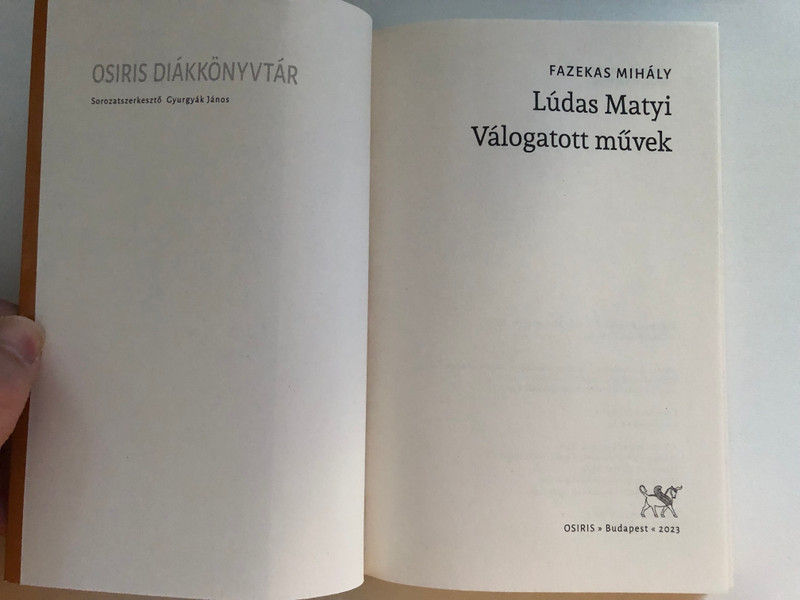 OSIRIS DIÁKKÖNYVTÁR
Sorozatszerkesztő Gyurgyák János
FAZEKAS MIHÁLY
Lúdas Matyi
Válogatott művek
OSIRIS » Budapest « 2023